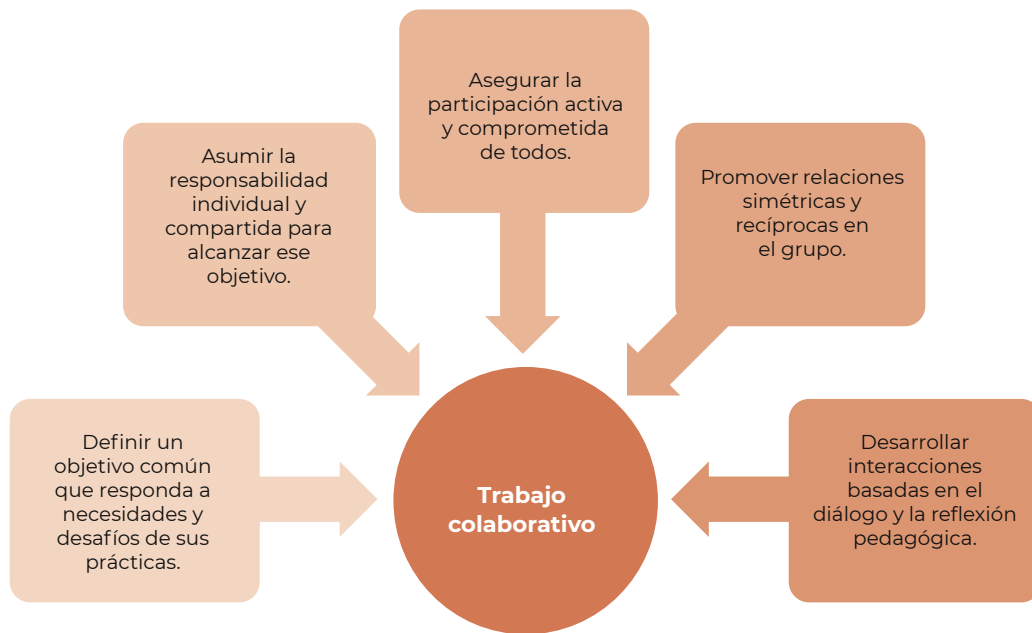 Definir un
objetivo común
que responda a
necesidades y
desafíos de sus
prácticas.
Asumir la
responsabilidad
individual y
compartida para
alcanzar ese
objetivo.
Asegurar la
participación activa
y comprometida
de todos.
Promover relaciones
simétricas y
recíprocas en
el grupo.
Desarrollar
interacciones
basadas en el
diálogo y la reflexión
pedagógica.
Trabajo
colaborativo